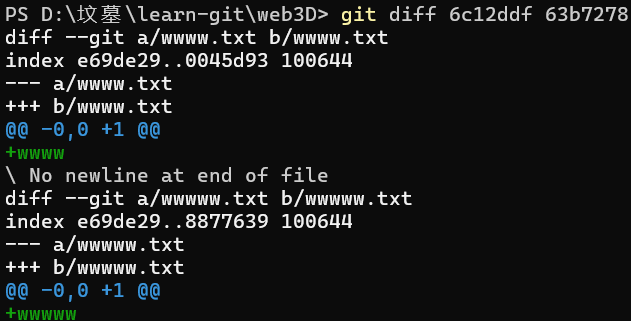 PS D:\坟墓\learn-git\web3D> git diff 6c12ddf 63b7278
diff --git a/wwww.txt b/wwww.txt
index e69de29..0045d93 100644
--- a/wwww.txt
+++ b/wwww.txt
@@ -0,0 +1 @@
+wwww
\ No newline at end of file
diff --git a/wwwww.txt b/wwwww.txt
index e69de29..8877639 100644
--- a/wwwww.txt
+++ b/wwwww.txt
@@ -0,0 +1 @@
+wwwww